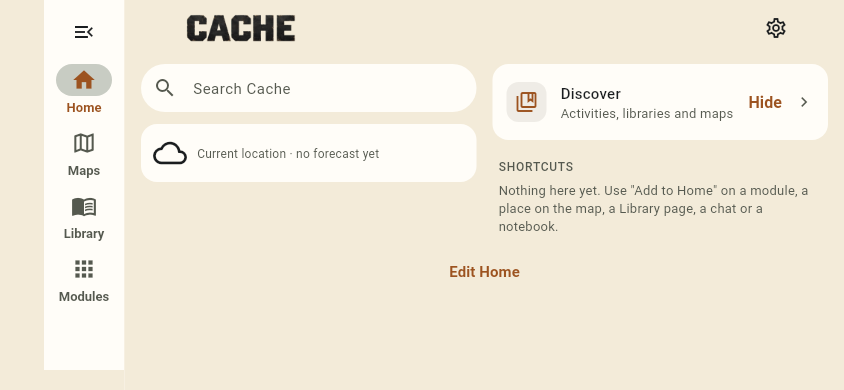 CACHE
Home
Maps
Library
Modules
Search Cache
Current location · no forecast yet
Discover
Activities, libraries and maps
Hide
SHORTCUTS
Nothing here yet. Use "Add to Home" on a module, a
place on the map, a Library page, a chat or a
notebook.
Edit Home